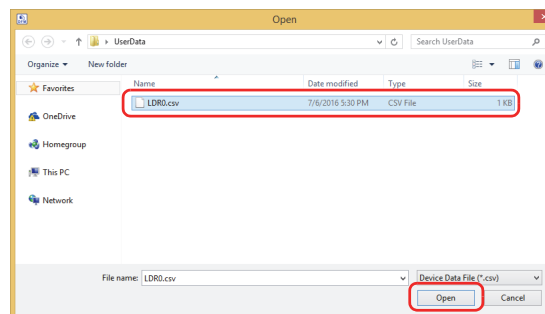 Open
UserData
Search UserData
Organize
New folder
Name Date modified Type Size
Favorites
LDR0.csv 7/6/2016 5:30 PM CSV File 1 KB
OneDrive
Homegroup
This PC
Network
File name: LDR0.csv Device Data File (*.csv)
Open Cancel